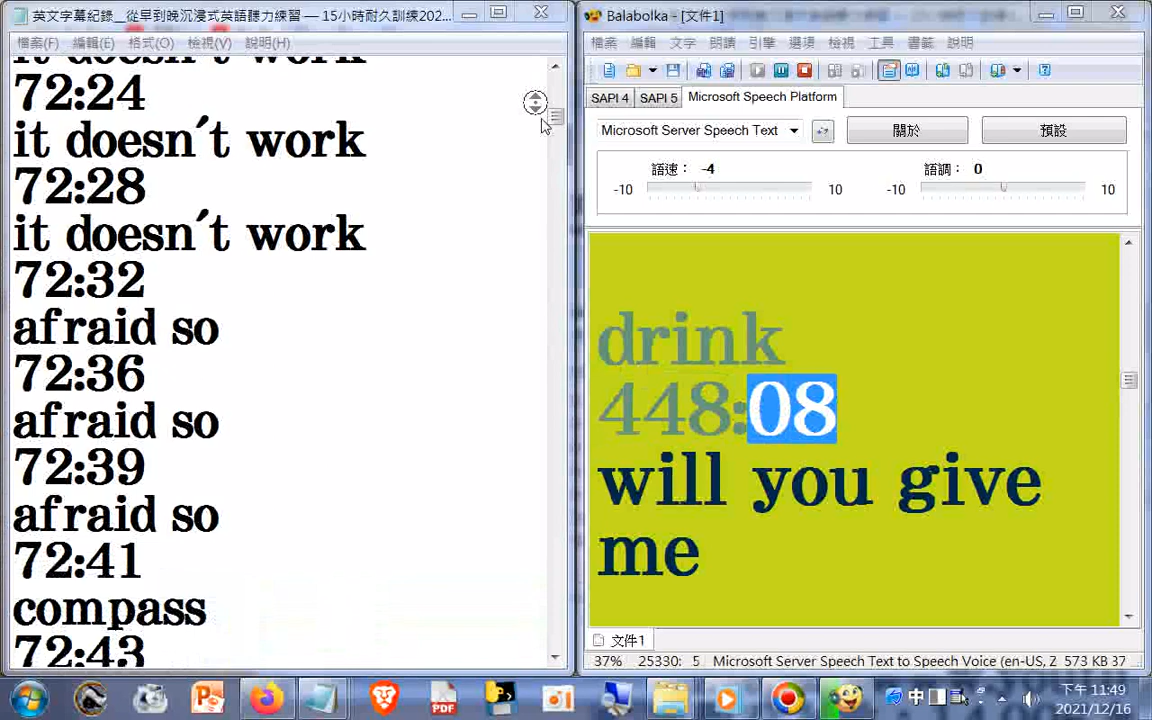 英文字幕紀錄__從早到晚沉浸式英語聽力練習 — 15小時耐久訓練202...
檔案(F) 編輯(E) 格式(O) 檢視(V) 說明(H)
it doesn't work
72:24
it doesn't work
72:28
it doesn't work
72:32
afraid so
72:36
afraid so
72:39
afraid so
72:41
compass
72:43
Balabolka - [文件1]
檔案 編輯 文字 朗讀 引擎 選項 檢視 工具 書籤 說明
SAPI 4 SAPI 5 Microsoft Speech Platform
Microsoft Server Speech Text 關於 預設
語速： -4 語調： 0
-10 10 -10 10
drink
448:08
will you give
me
文件1
37% 25330: 5 Microsoft Server Speech Text to Speech Voice (en-US, Z 573 KB 37
PDF 中 下午 11:49
2021/12/16